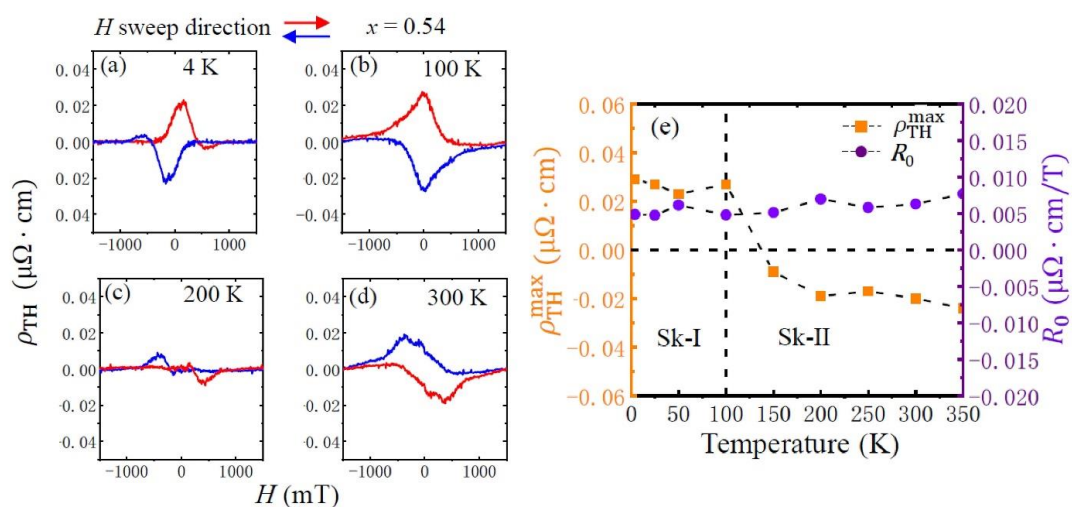 H sweep direction x = 0.54
(a) 4 K
(b) 100 K
0.04
0.02
0.00
0.02
0.04
0.04
0.02
0.00
0.02
-0.04
-1000 0 1000
-1000 0 1000
(c) 200 K
(d) 300 K
0.04
0.02
0.00
-0.02
-0.04
0.04
0.02
0.00
-0.02
-0.04
-1000 0 1000
-1000 0 1000
ρTH (μΩ · cm)
H (mT)
(e)
ρTH^max
R0
Sk-I
Sk-II
0.06
0.04
0.02
0.00
-0.02
-0.04
-0.06
ρTH^max (μΩ · cm)
0.020
0.015
0.010
0.005
0.000
-0.005
-0.010
-0.015
-0.020
R0 (μΩ · cm/T)
0 50 100 150 200 250 300 350
Temperature (K)